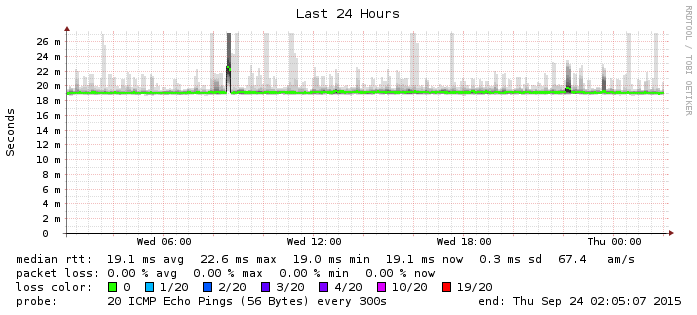 Last 24 Hours
RRDTOOL / TOBI OETIKER
Seconds
26 m
24 m
22 m
20 m
18 m
16 m
14 m
12 m
10 m
8 m
6 m
4 m
2 m
0
Wed 06:00 Wed 12:00 Wed 18:00 Thu 00:00
median rtt: 19.1 ms avg 22.6 ms max 19.0 ms min 19.1 ms now 0.3 ms sd 67.4 am/s
packet loss: 0.00 % avg 0.00 % max 0.00 % min 0.00 % now
loss color: 0 1/20 2/20 3/20 4/20 10/20 19/20
probe: 20 ICMP Echo Pings (56 Bytes) every 300s end: Thu Sep 24 02:05:07 2015